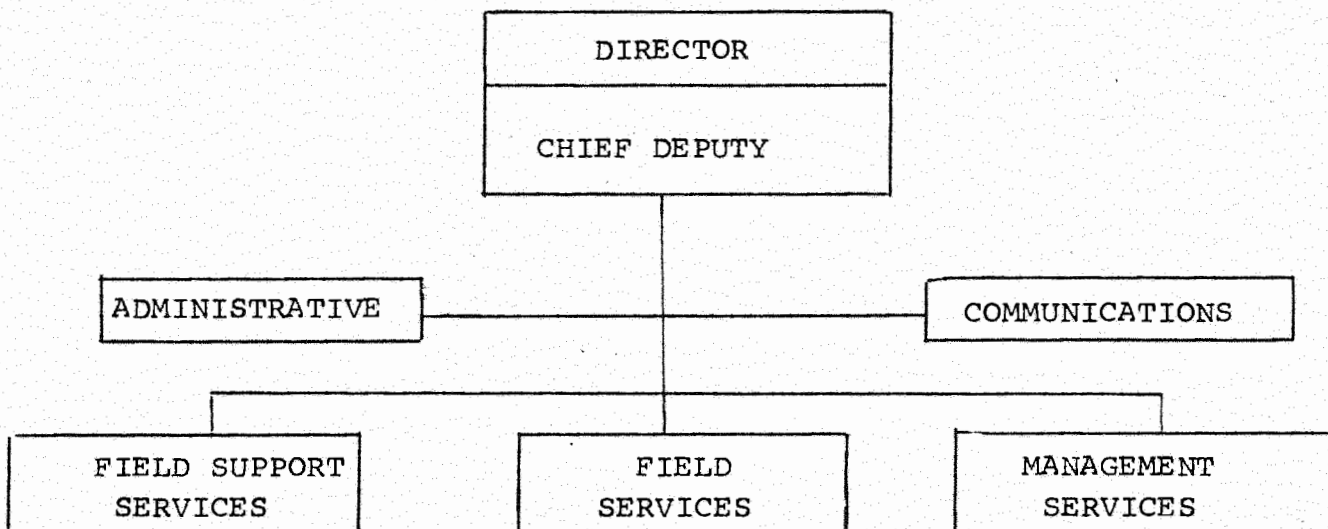 DIRECTOR
CHIEF DEPUTY
ADMINISTRATIVE
COMMUNICATIONS
FIELD SUPPORT
SERVICES
FIELD
SERVICES
MANAGEMENT
SERVICES